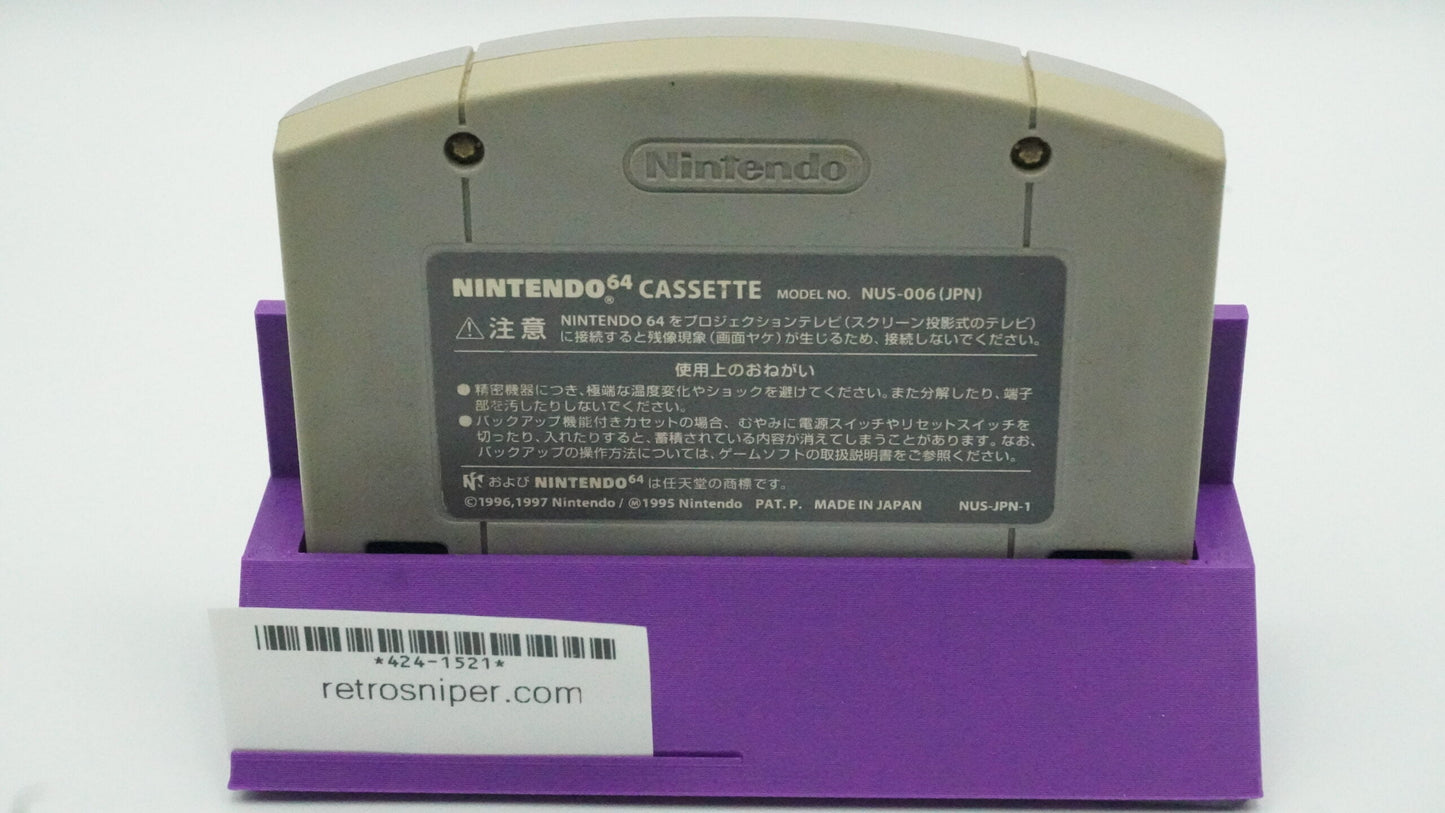 Nintendo
NINTENDO64® CASSETTE MODEL NO. NUS-006(JPN)
⚠注意 NINTENDO 64 をプロジェクションテレビ(スクリーン投影式のテレビ)
に接続すると残像現象(画面ヤケ)が生じるため、接続しないでください。
使用上のおねがい
●精密機器につき、極端な温度変化やショックを避けてください。また分解したり、端子
部を汚したりしないでください。
●バックアップ機能付きカセットの場合、むやみに電源スイッチやリセットスイッチを
切ったり、入れたりすると、蓄積されている内容が消えてしまうことがあります。なお、
バックアップの操作方法については、ゲームソフトの取扱説明書をご参照ください。
および NINTENDO64 は任天堂の商標です。
©1996,1997 Nintendo / Ⓜ1995 Nintendo PAT. P. MADE IN JAPAN NUS-JPN-1
*424-1521*
retrosniper.com